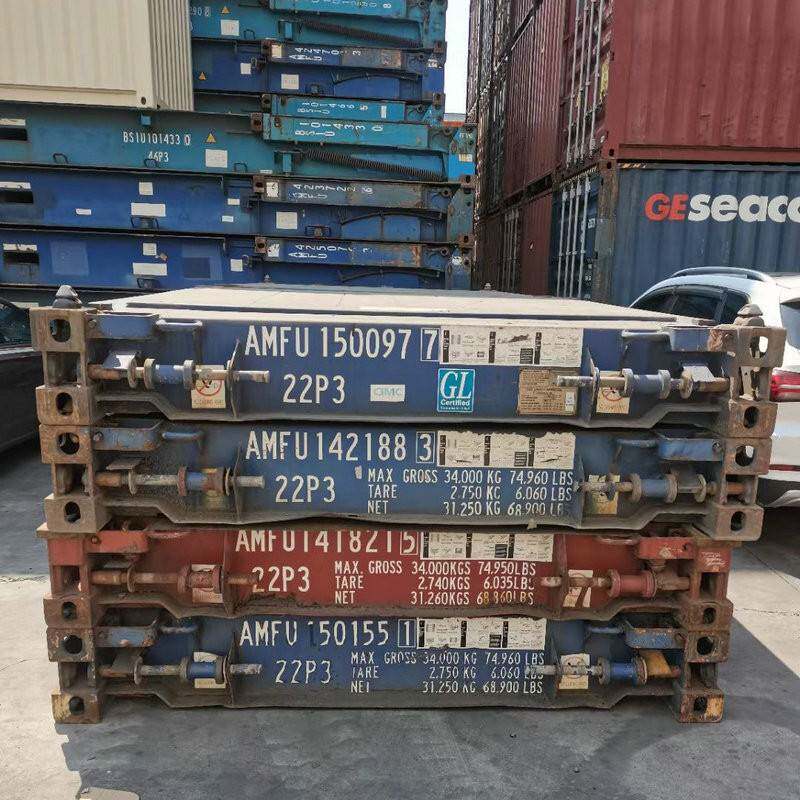 BSIU101433 0
44P3
GEseaco
AMFU 150097 7
22P3
GMC
GL
Certified
AMFU 142188 3
22P3
MAX GROSS 34.000 KG 74.960 LBS
TARE 2.750 KG 6.060 LBS
NET 31.250 KG 68.900 LBS
AMFU 141821 5
22P3
MAX. GROSS 34.000KGS 74.950LBS
TARE 2.740KGS 6.035LBS
NET 31.260KGS 68.860LBS
AMFU 150155 1
22P3
MAX GROSS 34.000 KG 74.960 LBS
TARE 2.750 KG 6.060 LBS
NET 31.250 KG 68.900 LBS